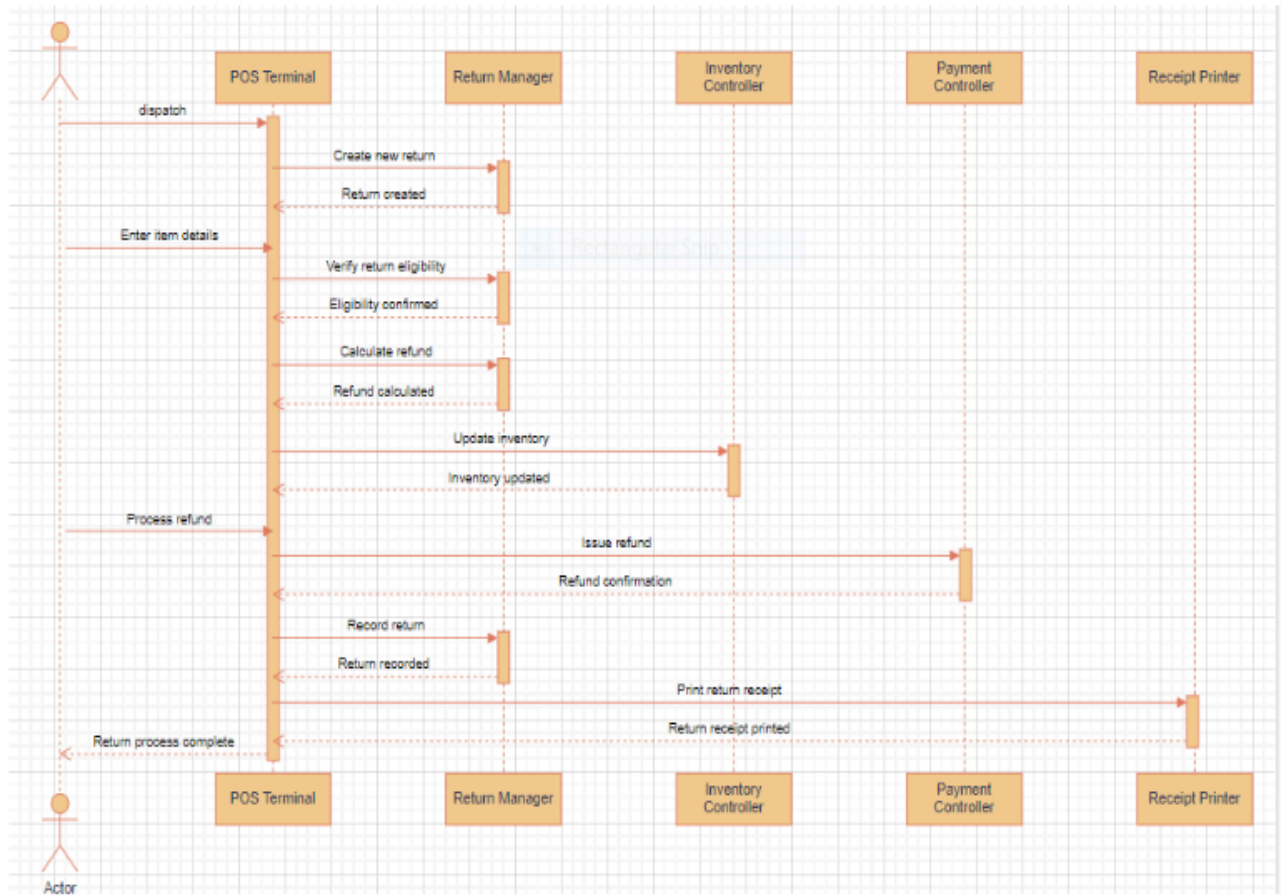 POS Terminal
Return Manager
Inventory
Controller
Payment
Controller
Receipt Printer
dispatch
Create new return
Return created
Enter item details
Verify return eligibility
Eligibility confirmed
Calculate refund
Refund calculated
Update inventory
Inventory updated
Process refund
Issue refund
Refund confirmation
Record return
Return recorded
Print return receipt
Return receipt printed
Return process complete
POS Terminal
Return Manager
Inventory
Controller
Payment
Controller
Receipt Printer
Actor